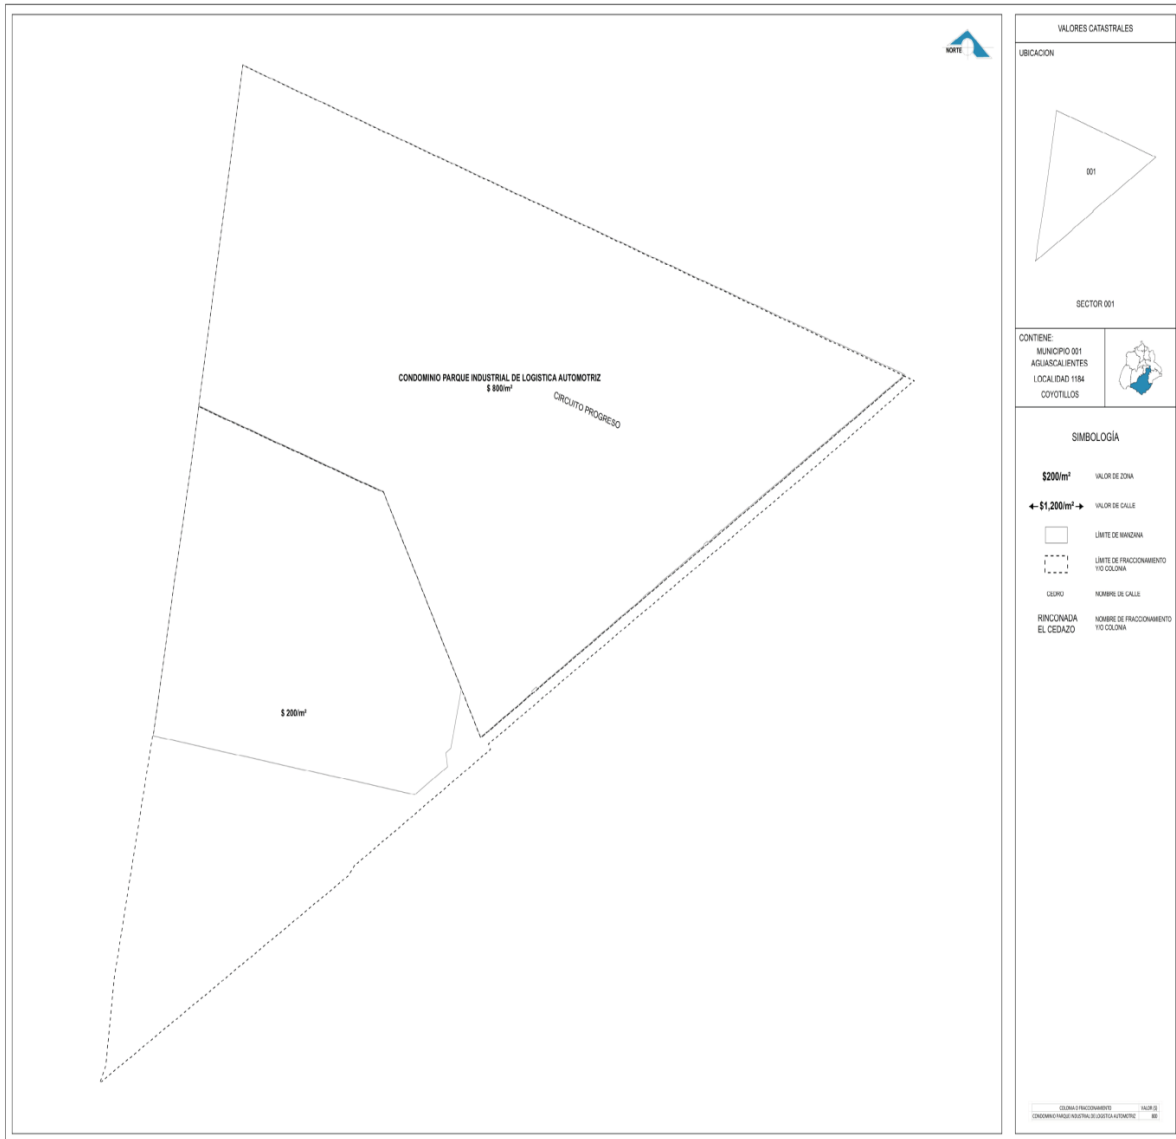 NORTE
CONDOMINIO PARQUE INDUSTRIAL DE LOGISTICA AUTOMOTRIZ
$ 800/m²
CIRCUITO PROGRESO
$ 200/m²
VALORES CATASTRALES
UBICACION
001
SECTOR 001
CONTIENE:
MUNICIPIO 001
AGUASCALIENTES
LOCALIDAD 1184
COYOTILLOS
SIMBOLOGÍA
$200/m²
VALOR DE ZONA
$1,200/m²
VALOR DE CALLE
LÍMITE DE MANZANA
LÍMITE DE FRACCIONAMIENTO
Y/O COLONIA
CEDRO
NOMBRE DE CALLE
RINCONADA
EL CEDAZO
NOMBRE DE FRACCIONAMIENTO
Y/O COLONIA
COLONIA O FRACCIONAMIENTO VALOR ($)
CONDOMINIO PARQUE INDUSTRIAL DE LOGISTICA AUTOMOTRIZ 800